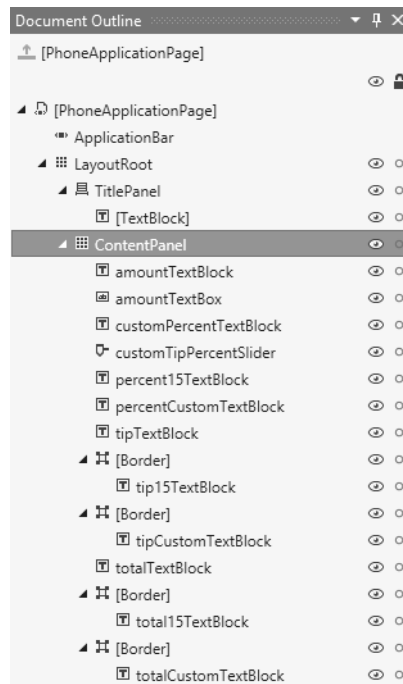 Document Outline
[PhoneApplicationPage]
[PhoneApplicationPage]
ApplicationBar
LayoutRoot
TitlePanel
[TextBlock]
ContentPanel
amountTextBlock
amountTextBox
customPercentTextBlock
customTipPercentSlider
percent15TextBlock
percentCustomTextBlock
tipTextBlock
[Border]
tip15TextBlock
[Border]
tipCustomTextBlock
totalTextBlock
[Border]
total15TextBlock
[Border]
totalCustomTextBlock